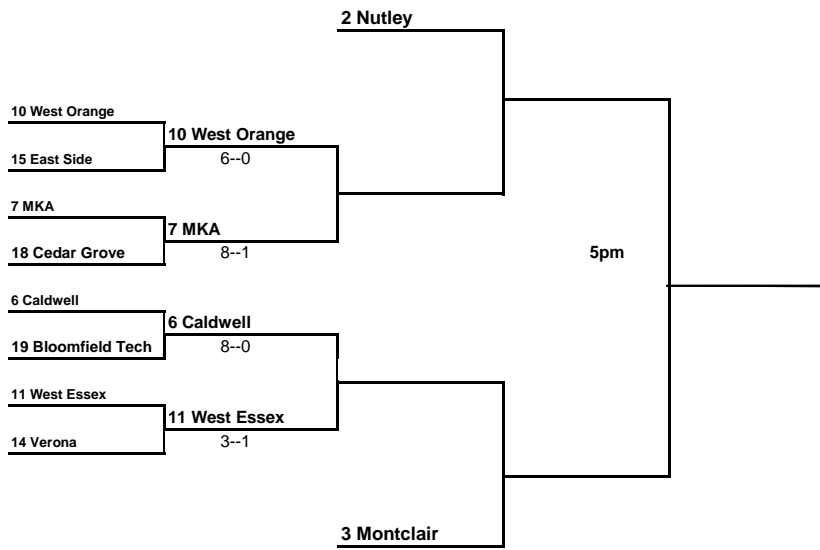 2 Nutley
10 West Orange
10 West Orange
15 East Side
6--0
7 MKA
7 MKA
18 Cedar Grove
8--1
5pm
6 Caldwell
6 Caldwell
19 Bloomfield Tech
8--0
11 West Essex
11 West Essex
14 Verona
3--1
3 Montclair